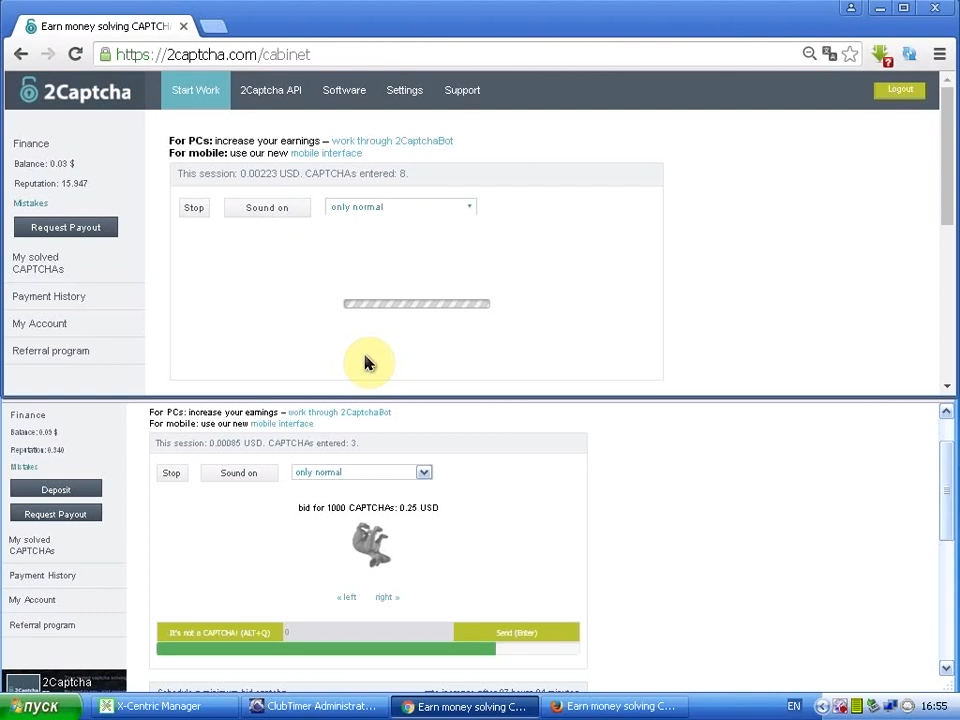 Earn money solving CAPTCH
https://2captcha.com/cabinet
2Captcha
Start Work
2Captcha API
Software
Settings
Support
Logout
Finance
Balance: 0.03 $
Reputation: 15.947
Mistakes
Request Payout
My solved
CAPTCHAs
Payment History
My Account
Referral program
For PCs: increase your earnings – work through 2CaptchaBot
For mobile: use our new mobile interface
This session: 0.00223 USD. CAPTCHAs entered: 8.
Stop
Sound on
only normal
Finance
Balance: 0.09 $
Reputation: 0.340
Mistakes
Deposit
Request Payout
My solved
CAPTCHAs
Payment History
My Account
Referral program
2Captcha
For PCs: increase your earnings – work through 2CaptchaBot
For mobile: use our new mobile interface
This session: 0.00085 USD. CAPTCHAs entered: 3.
Stop
Sound on
only normal
bid for 1000 CAPTCHAs: 0.25 USD
« left
right »
It's not a CAPTCHA! (ALT+Q)
0
Send (Enter)
пуск
X-Centric Manager
ClubTimer Administrat...
Earn money solving C...
Earn money solving C...
EN
16:55